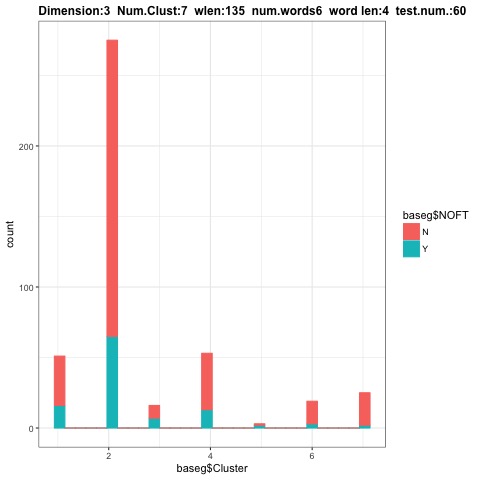 Dimension:3  Num.Clust:7  wlen:135  num.words6  word len:4  test.num.:60
200
100
0
count
2
4
6
baseg$Cluster
baseg$NOFT
N
Y